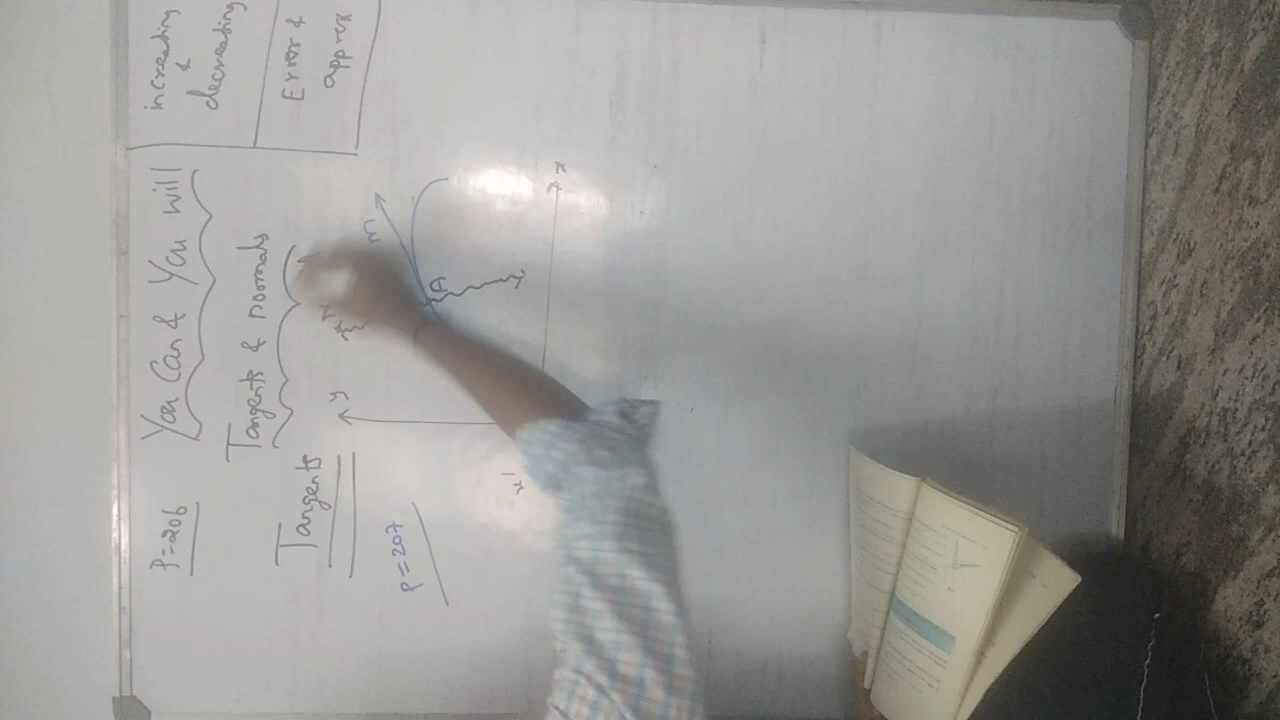 P=206
You Can & You will
increasing
&
decreasing
Tangents & normals
Error &
approx
Tangents
P=207
y
m
N
A
x
x'